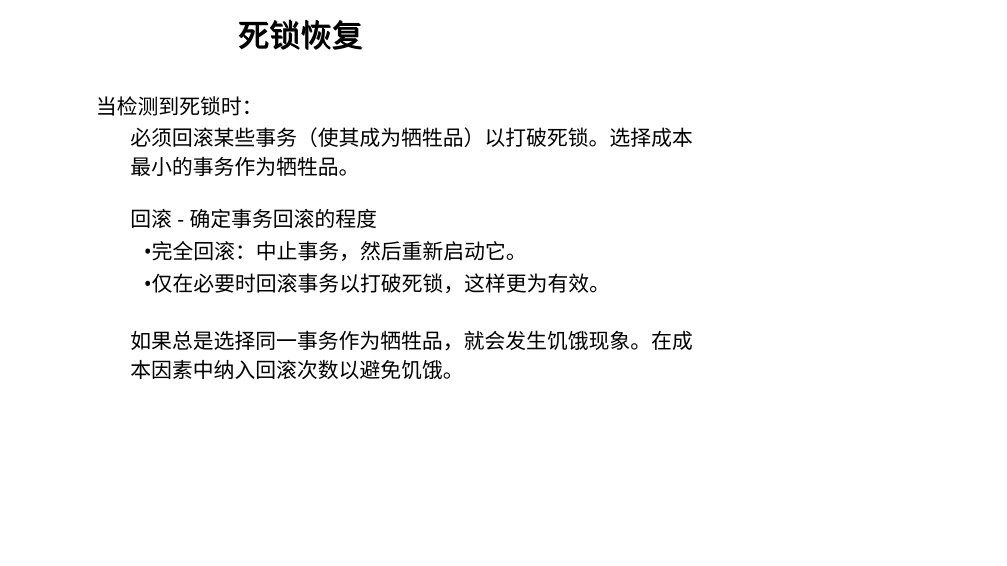 死锁恢复
当检测到死锁时：
必须回滚某些事务（使其成为牺牲品）以打破死锁。选择成本
最小的事务作为牺牲品。
回滚 - 确定事务回滚的程度
•完全回滚：中止事务，然后重新启动它。
•仅在必要时回滚事务以打破死锁，这样更为有效。
如果总是选择同一事务作为牺牲品，就会发生饥饿现象。在成
本因素中纳入回滚次数以避免饥饿。